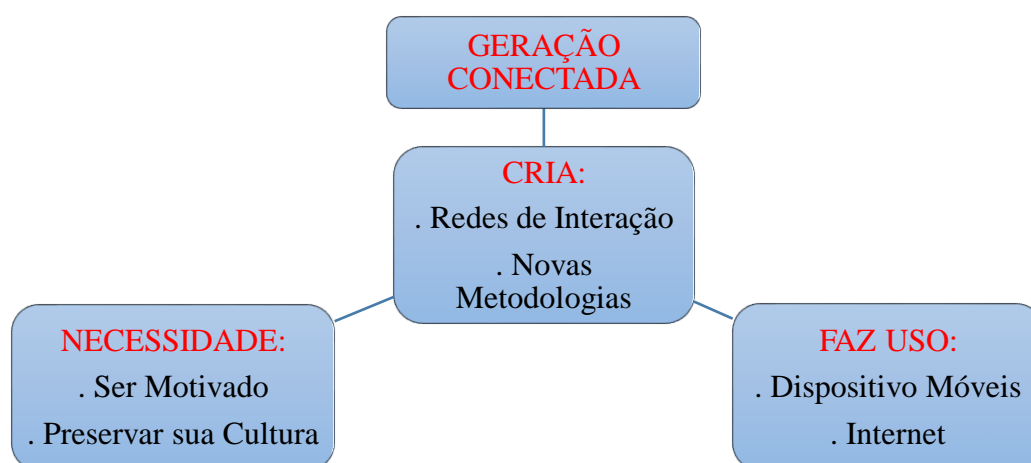 GERAÇÃO
CONECTADA
CRIA:
. Redes de Interação
. Novas
Metodologias
NECESSIDADE:
. Ser Motivado
. Preservar sua Cultura
FAZ USO:
. Dispositivo Móveis
. Internet